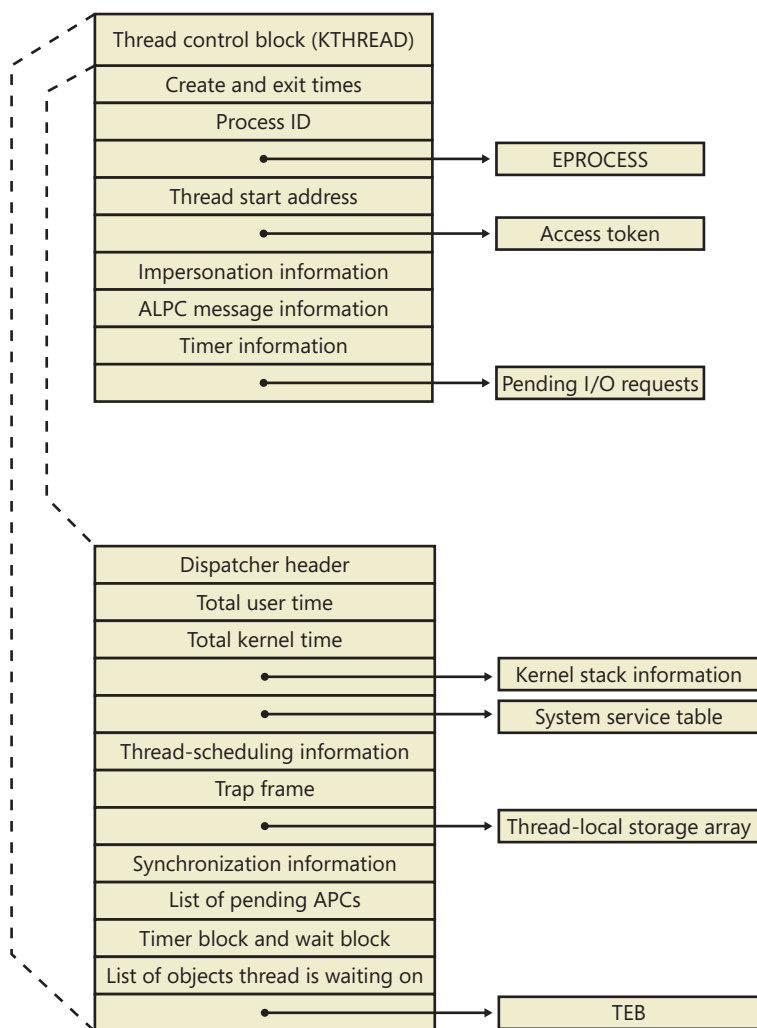 Thread control block (KTHREAD)
Create and exit times
Process ID
EPROCESS
Thread start address
Access token
Impersonation information
ALPC message information
Timer information
Pending I/O requests
Dispatcher header
Total user time
Total kernel time
Kernel stack information
System service table
Thread-scheduling information
Trap frame
Thread-local storage array
Synchronization information
List of pending APCs
Timer block and wait block
List of objects thread is waiting on
TEB